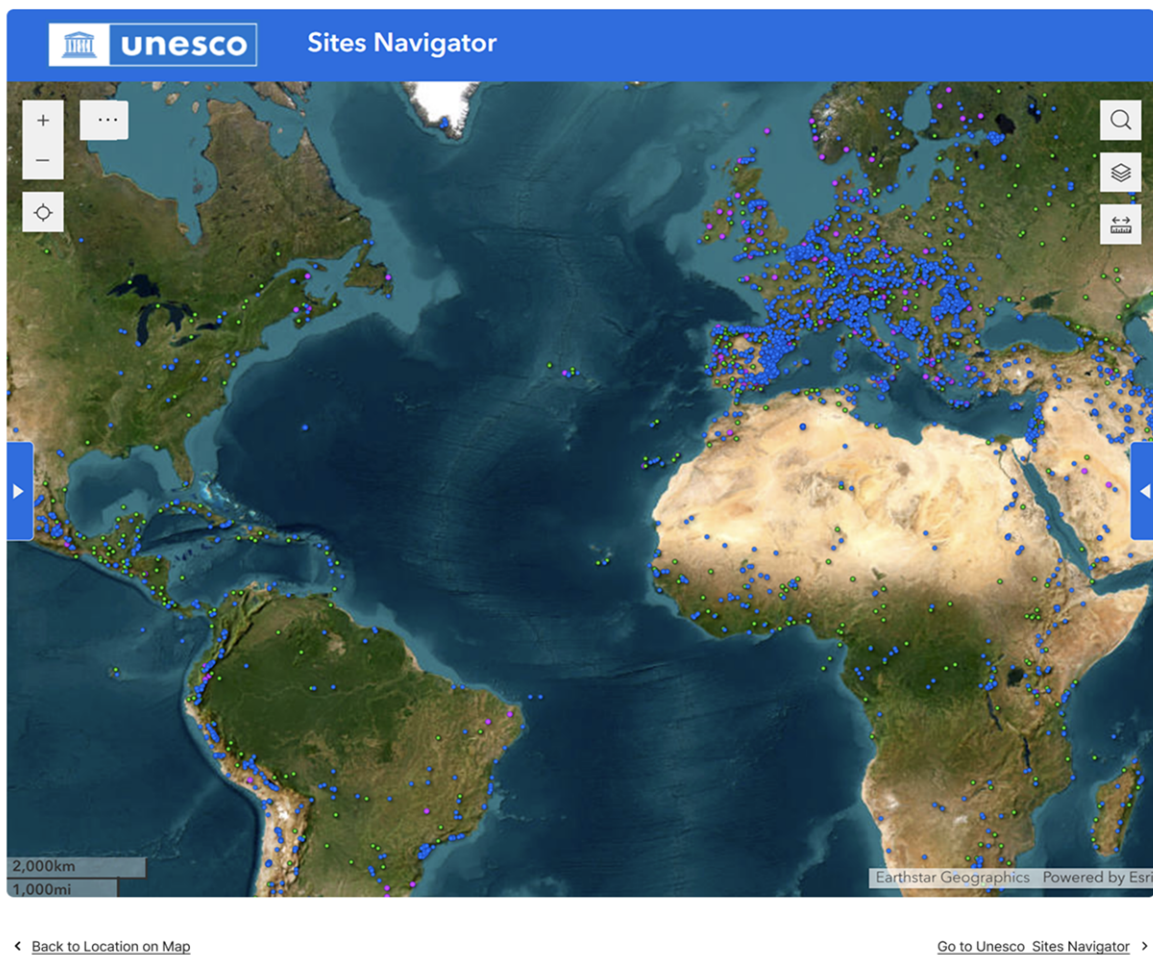 unesco
Sites Navigator
2,000km
1,000mi
Earthstar Geographics Powered by Esri
Back to Location on Map
Go to Unesco Sites Navigator